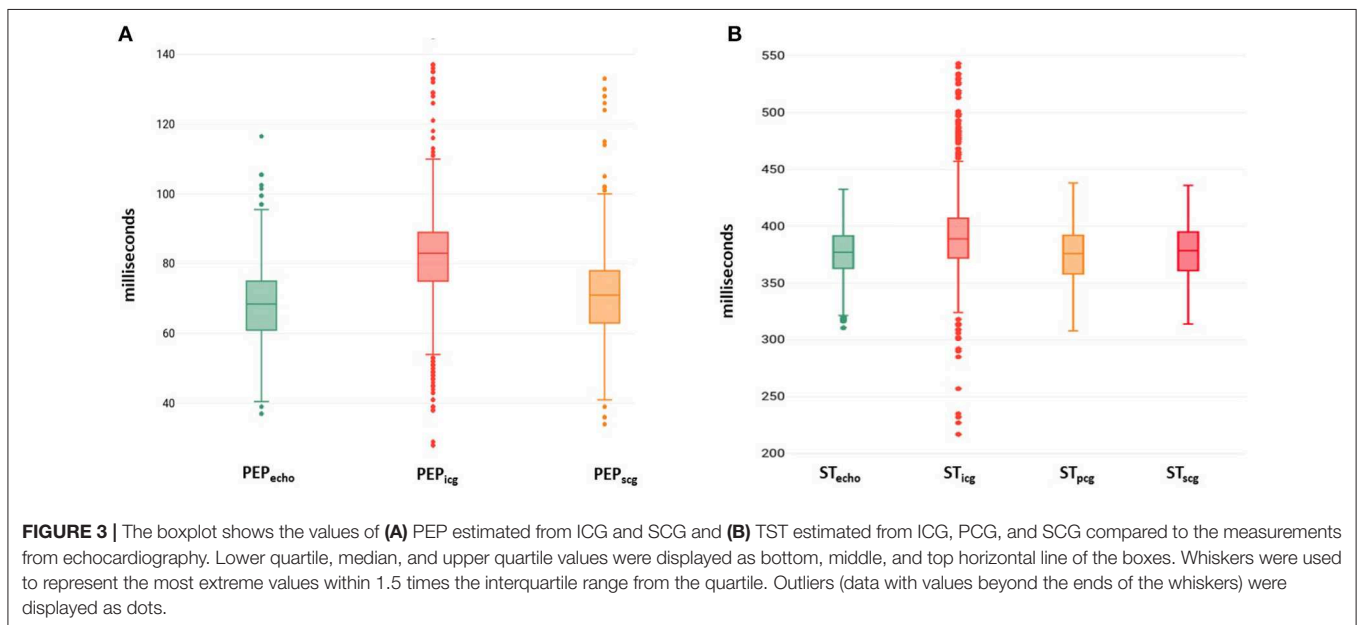 A
140
120
100
80
60
40
milliseconds
PEPecho
PEPicg
PEPscg
B
550
500
450
400
350
300
250
200
milliseconds
STecho
STicg
STpcg
STscg
FIGURE 3 | The boxplot shows the values of (A) PEP estimated from ICG and SCG and (B) TST estimated from ICG, PCG, and SCG compared to the measurements
from echocardiography. Lower quartile, median, and upper quartile values were displayed as bottom, middle, and top horizontal line of the boxes. Whiskers were used
to represent the most extreme values within 1.5 times the interquartile range from the quartile. Outliers (data with values beyond the ends of the whiskers) were
displayed as dots.